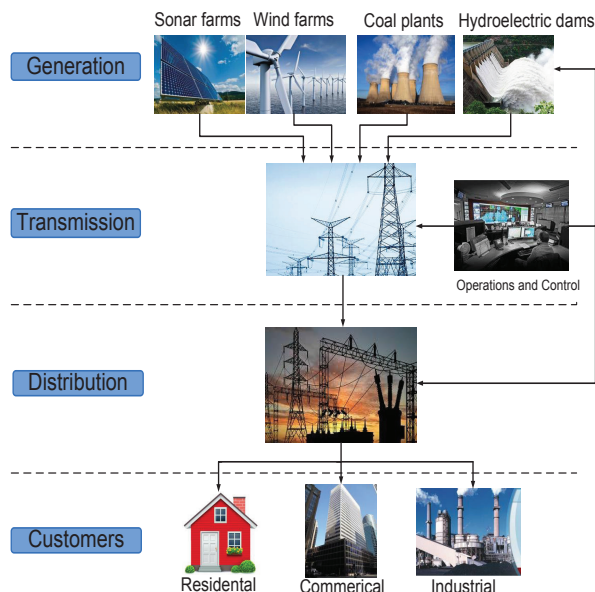 Sonar farms
Wind farms
Coal plants
Hydroelectric dams
Generation
Transmission
Operations and Control
Distribution
Customers
Residental
Commerical
Industrial